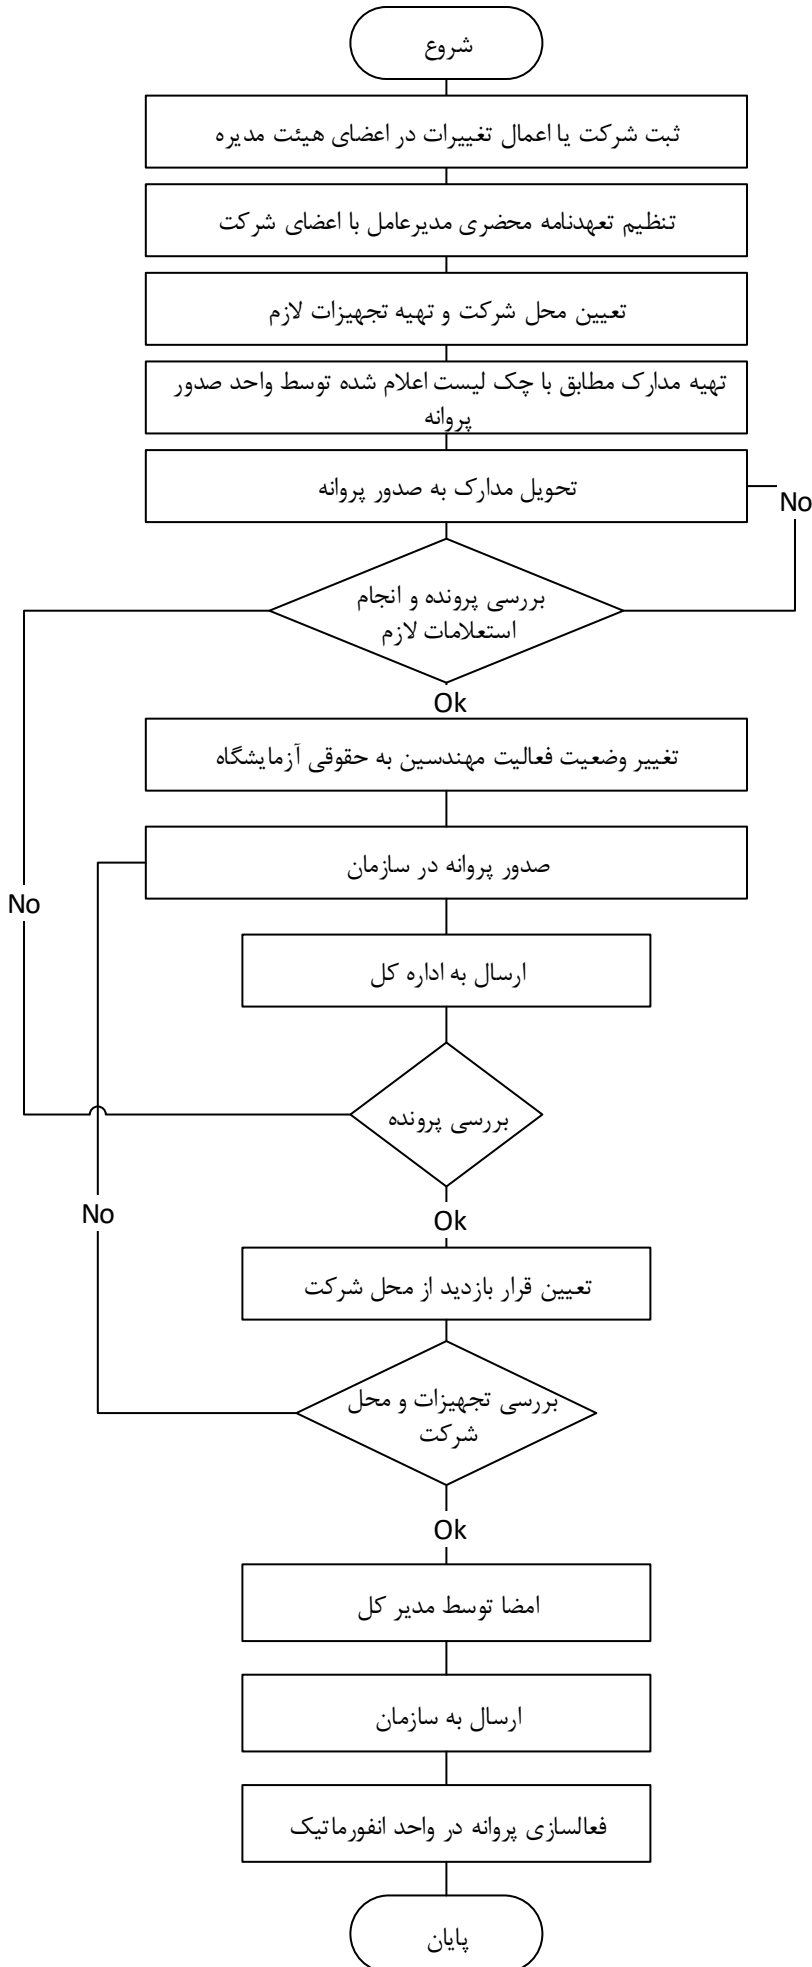 شروع
ثبت شرکت یا اعمال تغییرات در اعضای هیئت مدیره
تنظیم تعهدنامه محضری مدیرعامل با اعضای شرکت
تعیین محل شرکت و تهیه تجهیزات لازم
تهیه مدارک مطابق با چک لیست اعلام شده توسط واحد صدور
پروانه
تحویل مدارک به صدور پروانه
No
بررسی پرونده و انجام
استعلامات لازم
Ok
تغییر وضعیت فعالیت مهندسین به حقوقی آزمایشگاه
صدور پروانه در سازمان
No
ارسال به اداره کل
بررسی پرونده
No
Ok
تعیین قرار بازدید از محل شرکت
بررسی تجهیزات و محل
شرکت
Ok
امضا توسط مدیر کل
ارسال به سازمان
فعالسازی پروانه در واحد انفورماتیک
پایان